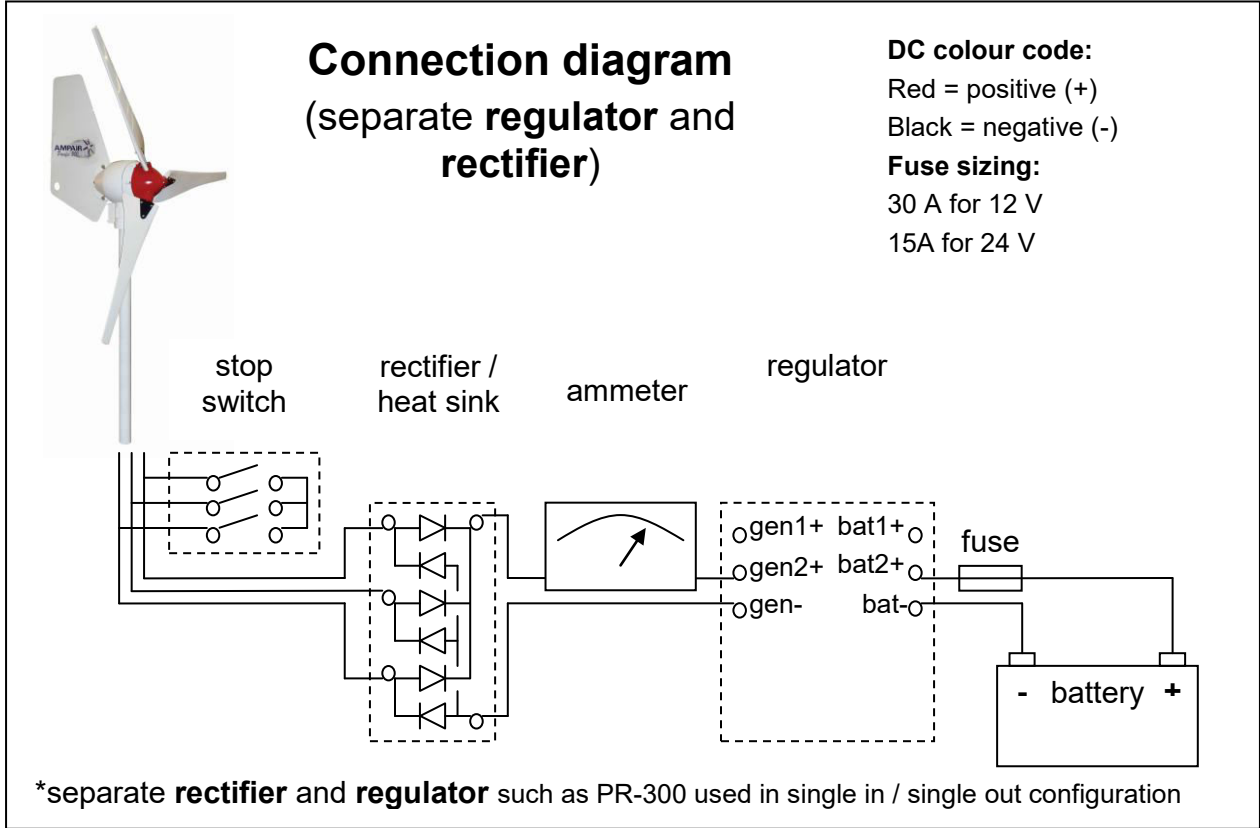 Connection diagram
(separate regulator and
rectifier)
DC colour code:
Red = positive (+)
Black = negative (-)
Fuse sizing:
30 A for 12 V
15A for 24 V
AMPAIR
stop
switch
rectifier /
heat sink
ammeter
regulator
gen1+ bat1+
gen2+ bat2+
gen- bat-
fuse
- battery +
*separate rectifier and regulator such as PR-300 used in single in / single out configuration